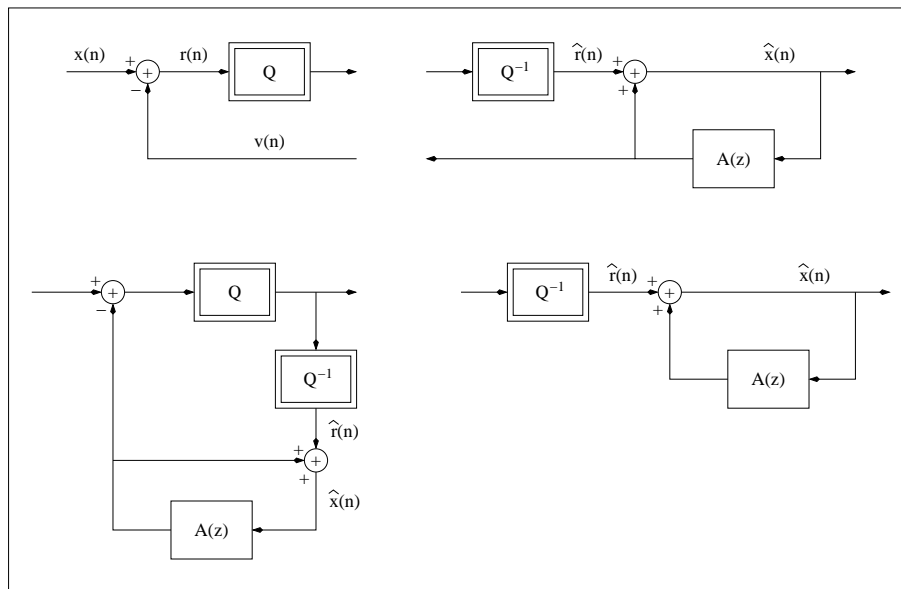 x(n) + r(n) Q Q⁻¹ r̂(n) + x̂(n)
+ +
− +
v(n) A(z)
+ Q Q⁻¹ r̂(n) + x̂(n)
+ +
− +
Q⁻¹ A(z)
r̂(n)
+
+
+
x̂(n)
A(z)